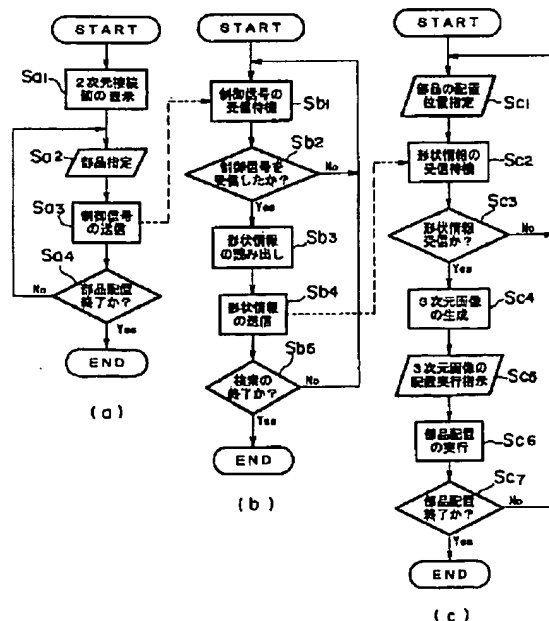 START
Sa1
2次元接続
図の表示
Sa2
部品指定
Sa3
制御信号
の送信
Sa4
部品配置
終了か?
No
Yes
END
(a)
START
制御信号の
受信待機
Sb1
Sb2
制御信号を
受信したか?
No
Yes
Sb3
形状情報
の読み出し
Sb4
形状情報
の送信
Sb5
検索の
終了か?
No
Yes
END
(b)
START
部品の配置
位置指定
Sc1
形状情報の
受信待機
Sc2
Sc3
形状情報
受信か?
No
Yes
3次元画像
の生成
Sc4
3次元画像の
配置実行指示
Sc5
部品配置
の実行
Sc6
Sc7
部品配置
終了か?
No
Yes
END
(c)